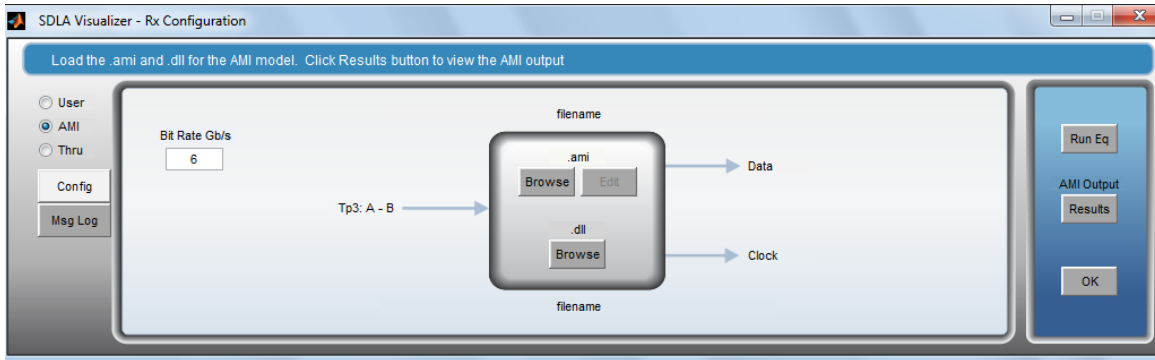 SDLA Visualizer - Rx Configuration
Load the .ami and .dll for the AMI model. Click Results button to view the AMI output
User
AMI
Thru
Config
Msg Log
Bit Rate Gb/s
6
Tp3: A - B
filename
.ami
Browse
Edit
.dll
Browse
filename
Data
Clock
Run Eq
AMI Output
Results
OK